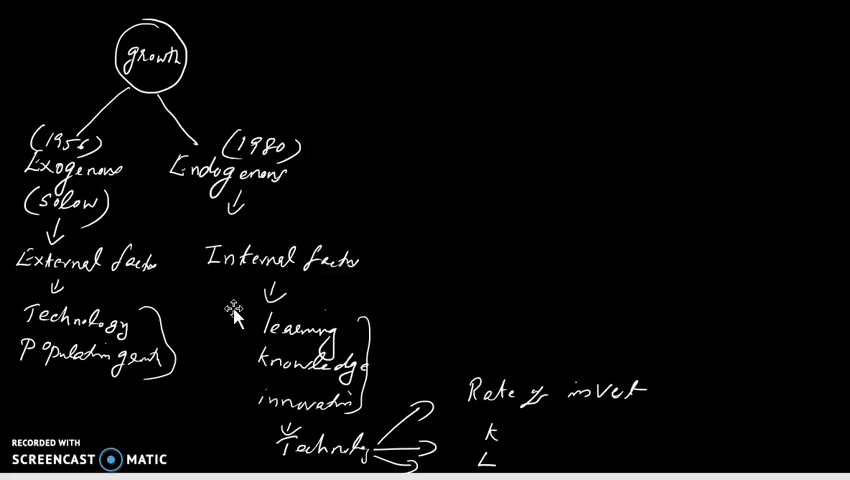 growth
(1956)
Exogenous
(Solow)
External factor
Technology
Population growth
(1980)
Endogenous
Internal factor
learning
knowledge
innovation
Technology
Rate of invest
K
L
RECORDED WITH
SCREENCAST MATIC